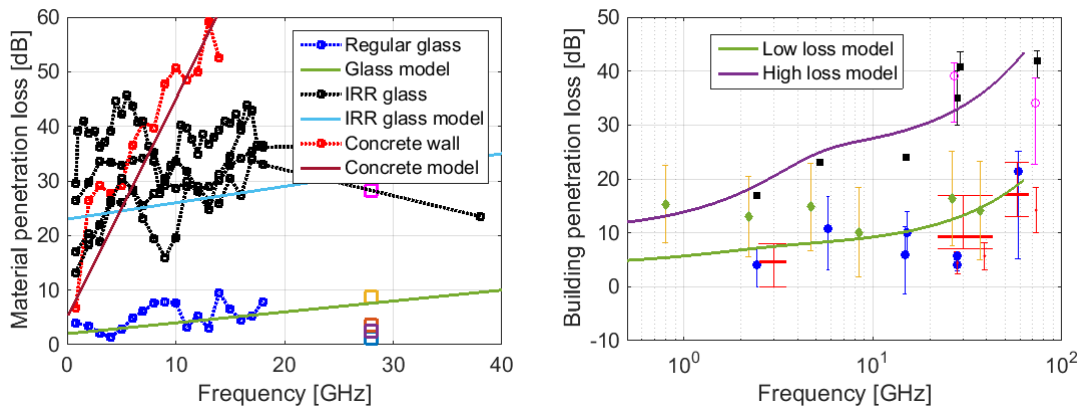 60
50
40
30
20
10
0
0
10
20
30
40
Material penetration loss [dB]
Frequency [GHz]
Regular glass
Glass model
IRR glass
IRR glass model
Concrete wall
Concrete model
50
40
30
20
10
0
-10
10^0
10^1
10^2
Building penetration loss [dB]
Frequency [GHz]
Low loss model
High loss model